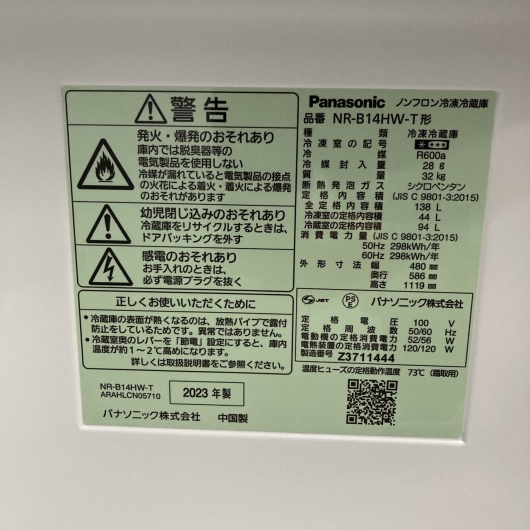 警告
発火・爆発のおそれあり
庫内では脱臭器等の
電気製品を使用しない
冷媒が漏れていると電気製品の接点
の火花による着火・着火による爆発
のおそれがあります
幼児閉じ込みのおそれあり
冷蔵庫をリサイクルするときは、
ドアパッキングを外す
感電のおそれあり
お手入れのときは、
必ず電源プラグを抜く
正しくお使いいただくために
・冷蔵庫の表面が熱くなるのは、放熱パイプで露付
防止をしているためです。異常ではありません。
・冷蔵室奥のレバーを「節電」設定にすると、庫内
温度が約1～2℃高めになります。
詳しくは取扱説明書をご参照ください。
NR-B14HW-T
ARAHLCN05710
2023年製
パナソニック株式会社 中国製
Panasonic ノンフロン冷凍冷蔵庫
品番 NR-B14HW-T形
種類 冷凍冷蔵庫
冷凍室の記号 * ***
冷媒 R600a
冷媒封入量 28 g
質量 32 kg
断熱発泡ガス シクロペンタン
定格内容積 (JIS C 9801-3:2015)
全定格内容積 138 L
冷凍室の定格内容積 44 L
冷蔵室の定格内容積 94 L
消費電力量 (JIS C 9801-3:2015)
50Hz 298kWh/年
60Hz 298kWh/年
外形寸法 幅 480 mm
奥行 586 mm
高さ 1119 mm
JET PS E パナソニック株式会社
定格電圧 100 V
定格周波数 50/60 Hz
電動機の定格消費電力 52/56 W
電熱装置の定格消費電力 120/120 W
製造番号 Z3711444
温度ヒューズの定格動作温度 73℃ (霜取用)